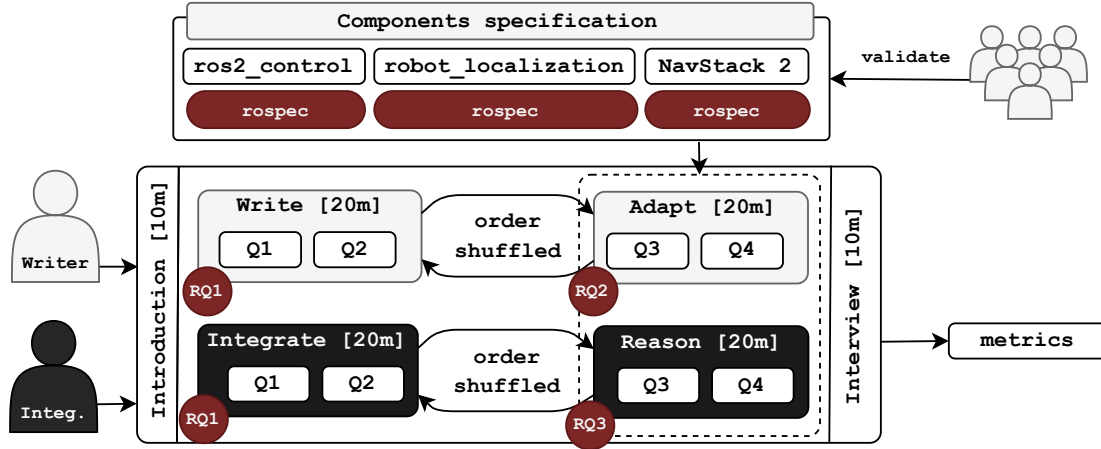 Components specification
ros2_control
robot_localization
NavStack 2
rospec
rospec
rospec
validate
Writer
Integ.
Introduction [10m]
Write [20m]
Q1
Q2
RQ1
order
shuffled
Adapt [20m]
Q3
Q4
RQ2
Integrate [20m]
Q1
Q2
RQ1
order
shuffled
Reason [20m]
Q3
Q4
RQ3
Interview [10m]
metrics